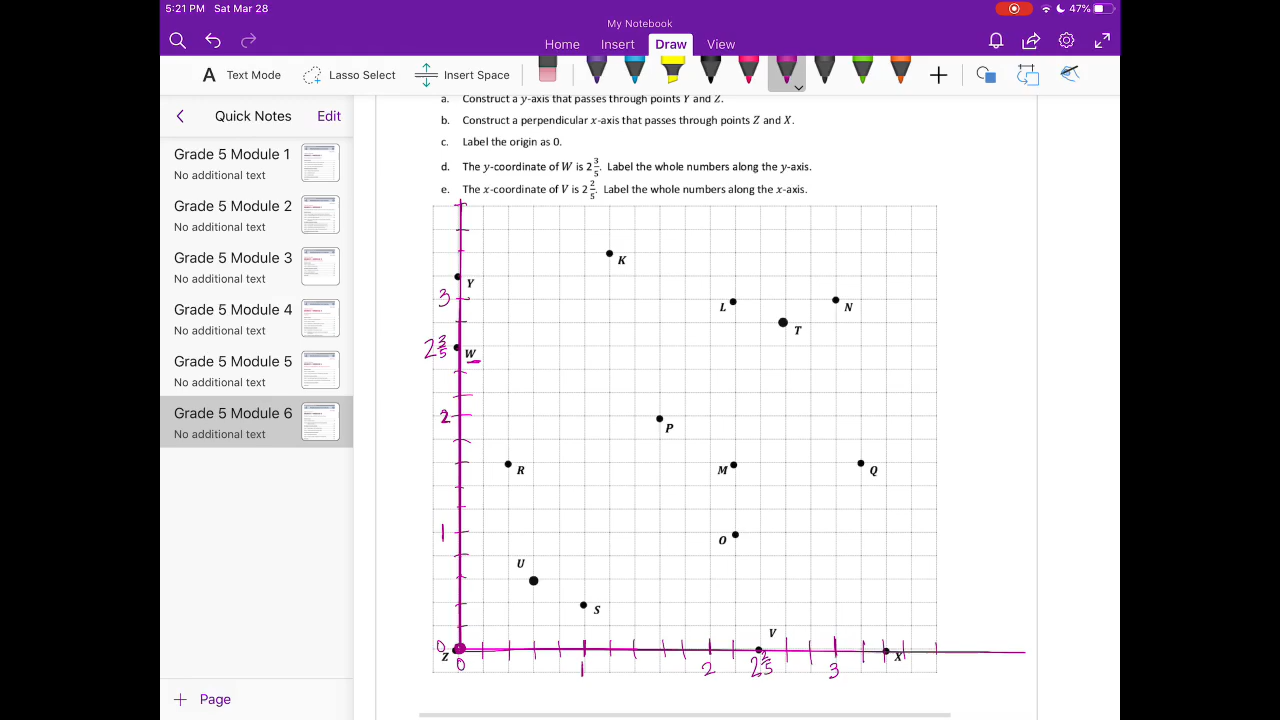 5:21 PM Sat Mar 28
47%
My Notebook
Home Insert Draw View
A Text Mode Lasso Select Insert Space
Quick Notes Edit
Grade 5 Module 1
No additional text
Grade 5 Module 2
No additional text
Grade 5 Module 3
No additional text
Grade 5 Module 4
No additional text
Grade 5 Module 5
No additional text
Grade 5 Module 6
No additional text
+ Page
a. Construct a y-axis that passes through points Y and Z.
b. Construct a perpendicular x-axis that passes through points Z and X.
c. Label the origin as 0.
d. The y-coordinate of W is 2 3/5. Label the whole numbers along the y-axis.
e. The x-coordinate of V is 2 2/5. Label the whole numbers along the x-axis.
K
Y
3
L N
T
2 3/5 W
2
P
R M Q
1
O
U
S
V
0
Z 0 1 2 2 2/5 3 X